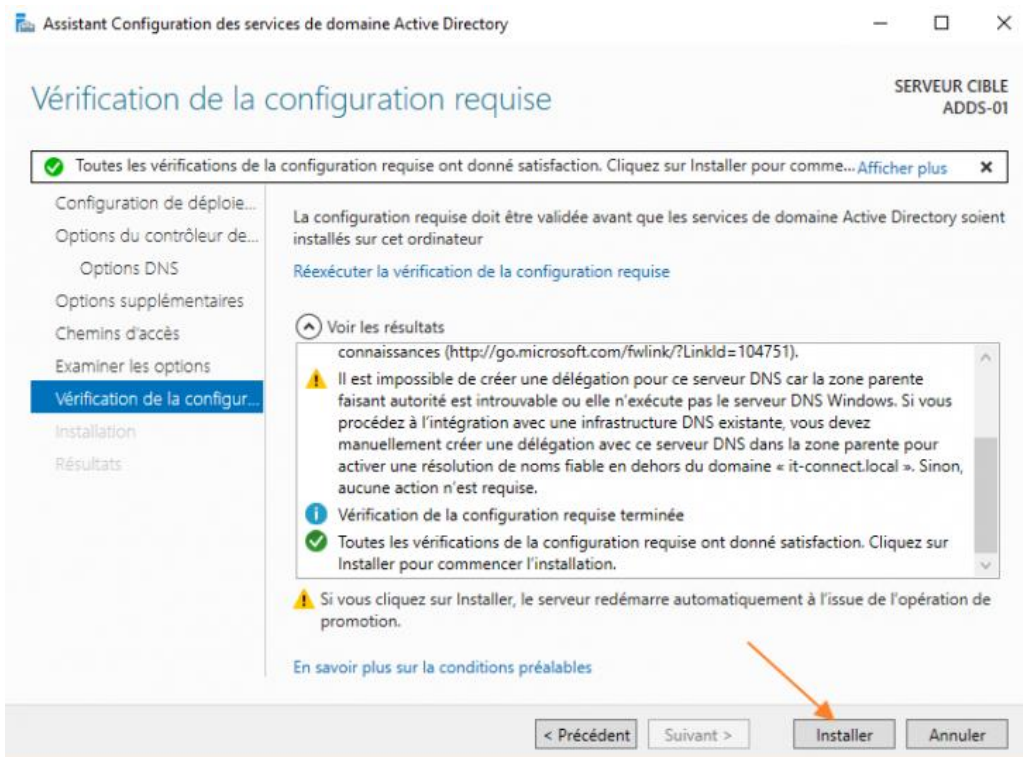 Assistant Configuration des services de domaine Active Directory
Vérification de la configuration requise
SERVEUR CIBLE
ADDS-01
Toutes les vérifications de la configuration requise ont donné satisfaction. Cliquez sur Installer pour comme... Afficher plus
Configuration de déploie...
Options du contrôleur de...
Options DNS
Options supplémentaires
Chemins d'accès
Examiner les options
Vérification de la configur...
Installation
Résultats
La configuration requise doit être validée avant que les services de domaine Active Directory soient
installés sur cet ordinateur
Réexécuter la vérification de la configuration requise
Voir les résultats
connaissances (http://go.microsoft.com/fwlink/?LinkId=104751).
Il est impossible de créer une délégation pour ce serveur DNS car la zone parente
faisant autorité est introuvable ou elle n'exécute pas le serveur DNS Windows. Si vous
procédez à l'intégration avec une infrastructure DNS existante, vous devez
manuellement créer une délégation avec ce serveur DNS dans la zone parente pour
activer une résolution de noms fiable en dehors du domaine « it-connect.local ». Sinon,
aucune action n'est requise.
Vérification de la configuration requise terminée
Toutes les vérifications de la configuration requise ont donné satisfaction. Cliquez sur
Installer pour commencer l'installation.
Si vous cliquez sur Installer, le serveur redémarre automatiquement à l'issue de l'opération de
promotion.
En savoir plus sur la conditions préalables
< Précédent
Suivant >
Installer
Annuler